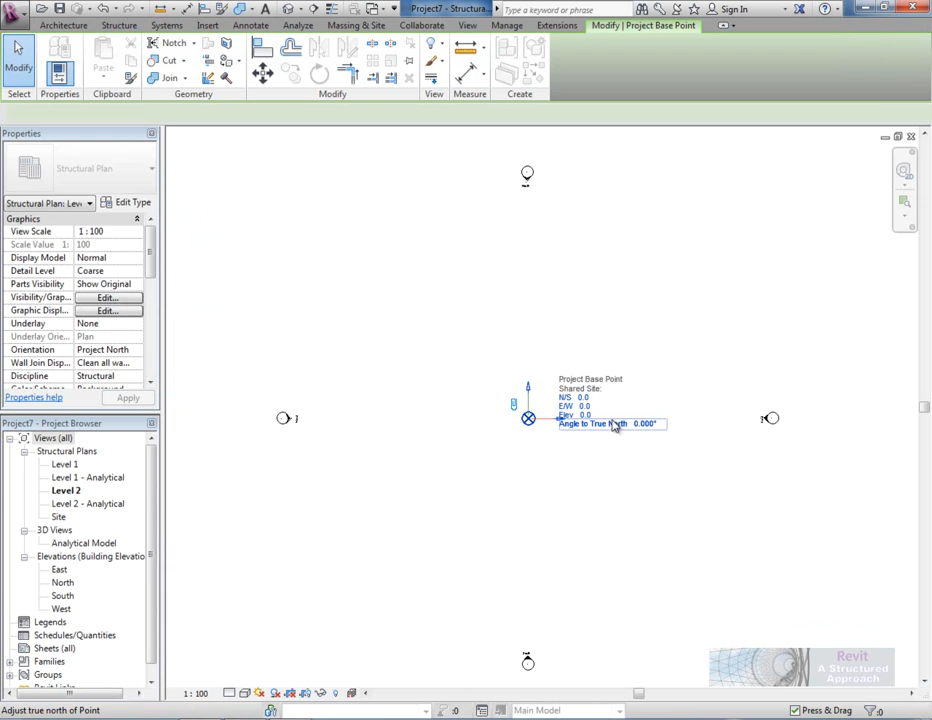 Project7 - Structura...
Type a keyword or phrase
Sign In
Architecture Structure Systems Insert Annotate Analyze Massing & Site Collaborate View Manage Extensions Modify | Project Base Point
Modify
Paste
Notch
Cut
Join
Select Properties Clipboard Geometry Modify View Measure Create
Properties
Structural Plan
Structural Plan: Leve
Edit Type
Graphics
View Scale 1 : 100
Scale Value 1: 100
Display Model Normal
Detail Level Coarse
Parts Visibility Show Original
Visibility/Grap... Edit...
Graphic Displ... Edit...
Underlay None
Underlay Orie... Plan
Orientation Project North
Wall Join Disp... Clean all wa...
Discipline Structural
Properties help
Apply
Project7 - Project Browser
Views (all)
Structural Plans
Level 1
Level 1 - Analytical
Level 2
Level 2 - Analytical
Site
3D Views
Analytical Model
Elevations (Building Elevatio
East
North
South
West
Legends
Schedules/Quantities
Sheets (all)
Families
Groups
Project Base Point
Shared Site:
N/S 0.0
E/W 0.0
Elev 0.0
Angle to True North 0.000°
Revit
A Structured
Approach
1 : 100
Adjust true north of Point
:0
Main Model
Press & Drag
:0